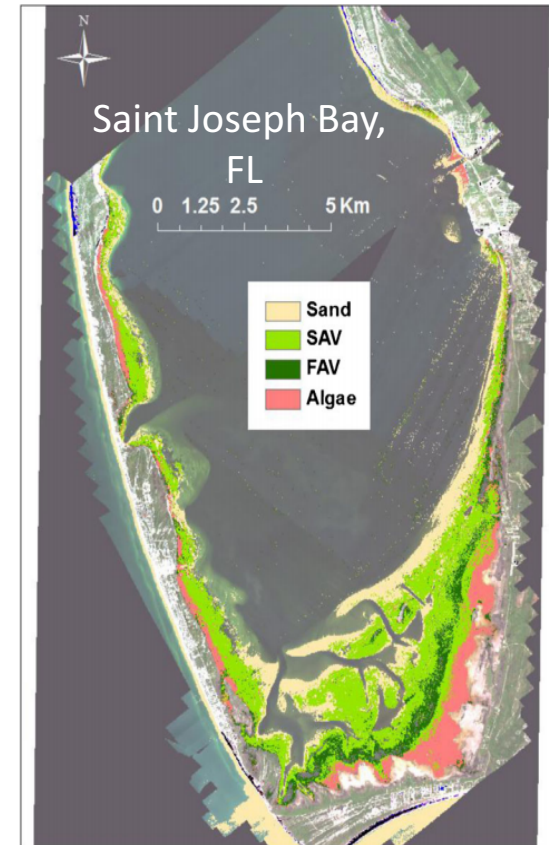 N
Saint Joseph Bay,
FL
0 1.25 2.5 5 Km
Sand
SAV
FAV
Algae